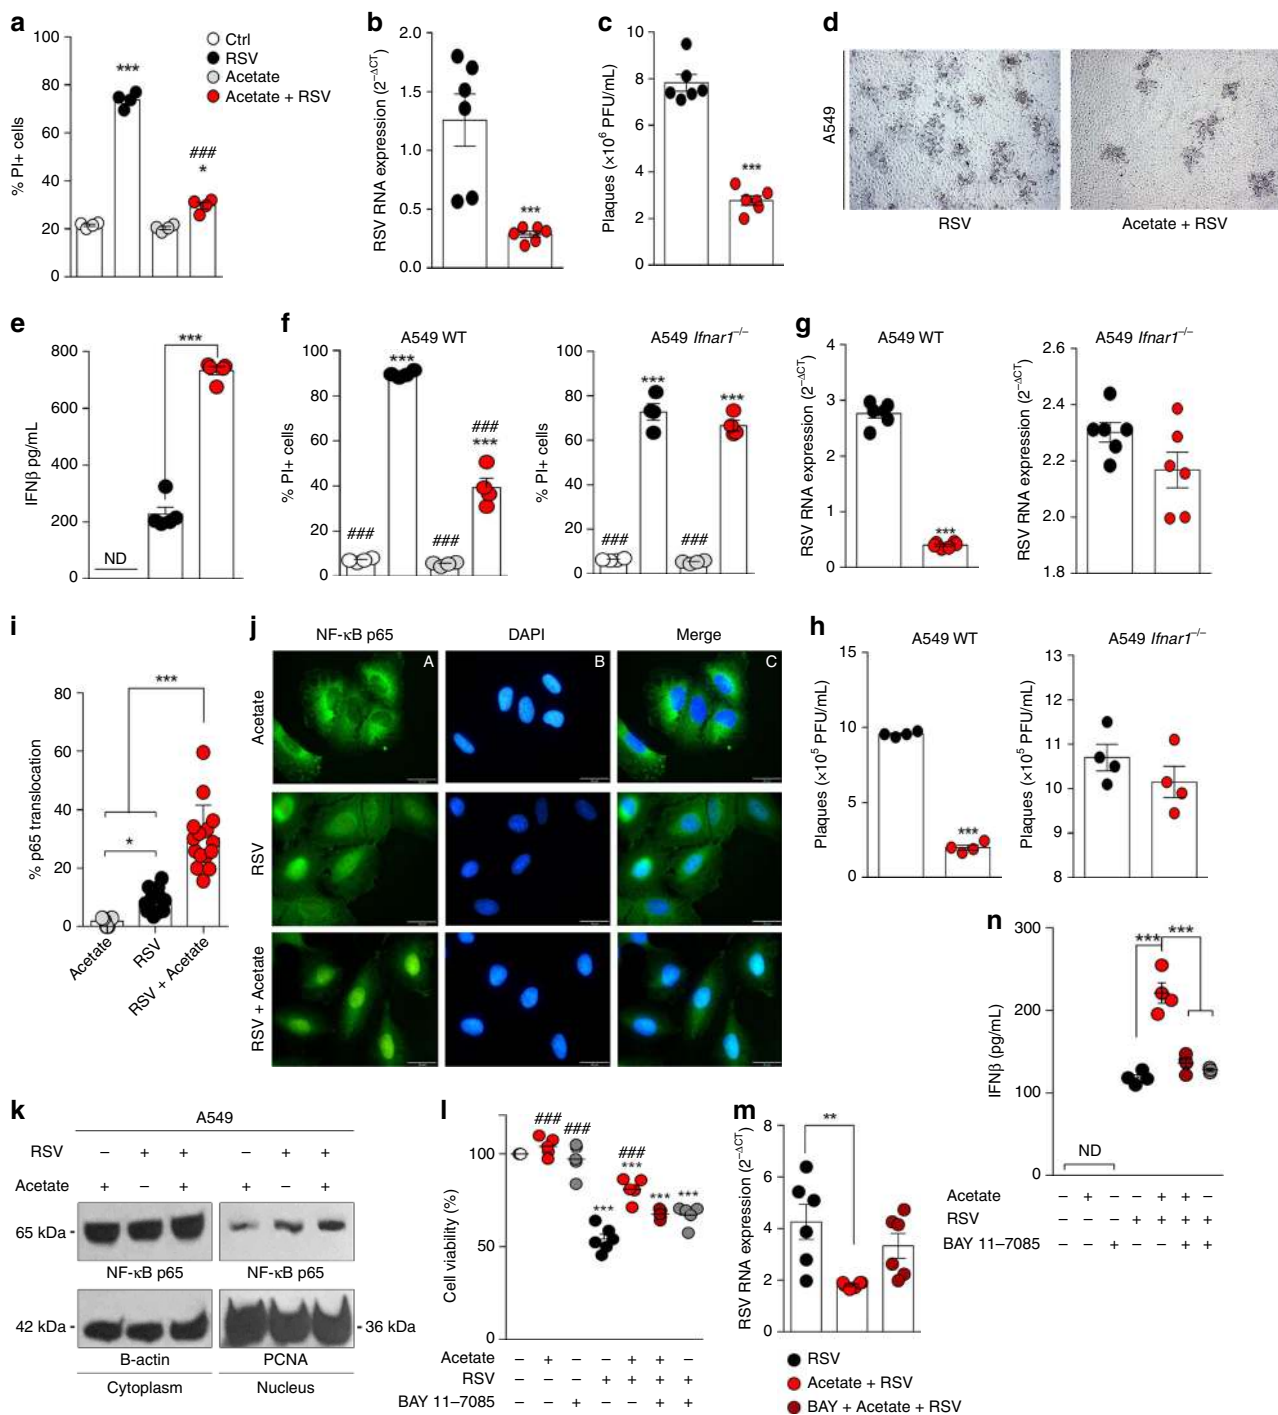 a
100
80
60
40
20
0
% PI+ cells
***
###
*
Ctrl
RSV
Acetate
Acetate + RSV
b
2.0
1.5
1.0
0.5
0.0
RSV RNA expression (2−ΔCT)
***
c
10
8
6
4
2
0
Plaques (×10⁶ PFU/mL)
***
d
A549
RSV
Acetate + RSV
e
800
600
400
200
0
IFNβ pg/mL
ND
***
f
A549 WT
100
80
60
40
20
0
% PI+ cells
###
***
###
###
***
A549 Ifnar1−/−
100
80
60
40
20
0
% PI+ cells
###
***
###
***
g
A549 WT
4
3
2
1
0
RSV RNA expression (2−ΔCT)
***
A549 Ifnar1−/−
2.6
2.4
2.2
2.0
1.8
RSV RNA expression (2−ΔCT)
i
80
60
40
20
0
% p65 translocation
***
*
Acetate
RSV
RSV + Acetate
j
NF-κB p65
DAPI
Merge
A
B
C
Acetate
RSV
RSV + Acetate
h
A549 WT
15
10
5
0
Plaques (×10⁵ PFU/mL)
***
A549 Ifnar1−/−
13
12
11
10
9
8
Plaques (×10⁵ PFU/mL)
k
A549
RSV − + + − + +
Acetate + − + + − +
65 kDa
NF-κB p65
NF-κB p65
42 kDa
36 kDa
B-actin
PCNA
Cytoplasm
Nucleus
l
100
50
0
Cell viability (%)
###
###
***
###
***
***
***
Acetate − + − − + + −
RSV − − − + + + +
BAY 11–7085 − − + − − + +
m
8
6
4
2
0
RSV RNA expression (2−ΔCT)
**
RSV
Acetate + RSV
BAY + Acetate + RSV
n
300
200
100
0
IFNβ (pg/mL)
ND
***
***
Acetate − + − − + + −
RSV − − − + + + +
BAY 11–7085 − − + − − + +